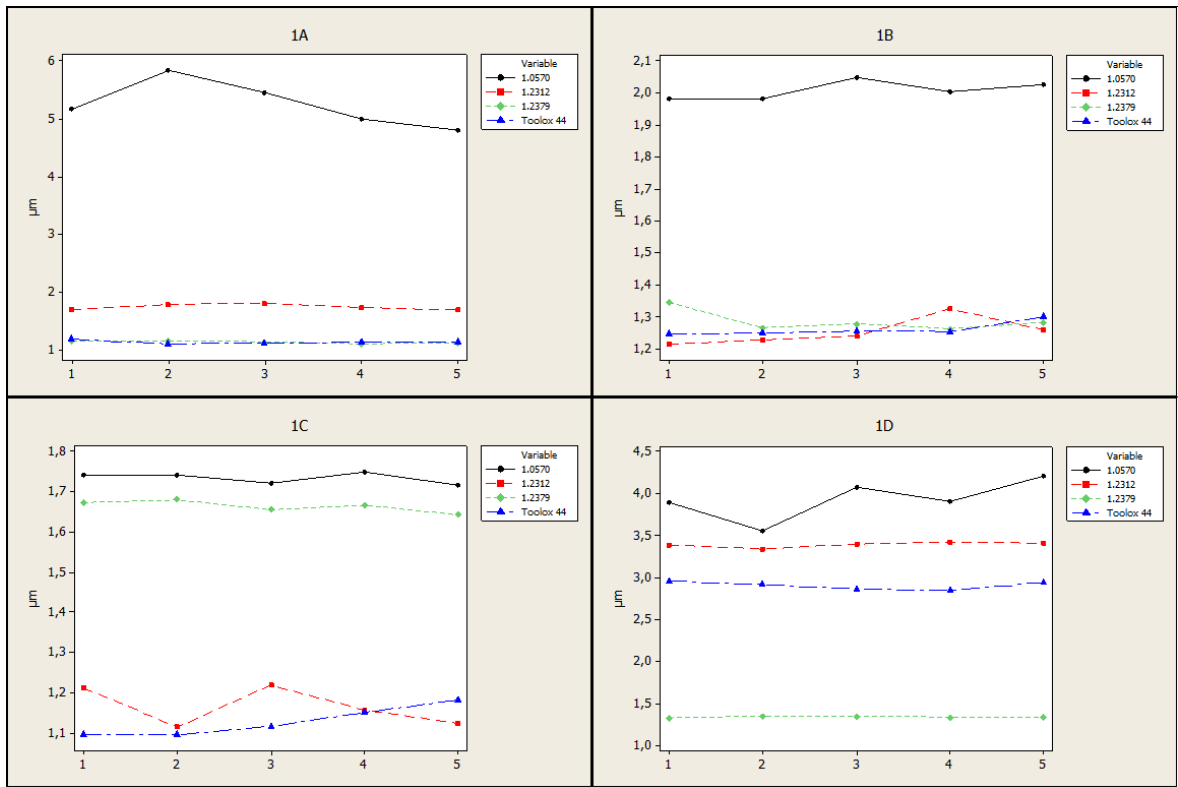 1A
6
5
4
3
2
1
µm
1 2 3 4 5
Variable
1.0570
1.2312
1.2379
Toolox 44
1B
2,1
2,0
1,9
1,8
1,7
1,6
1,5
1,4
1,3
1,2
µm
1 2 3 4 5
Variable
1.0570
1.2312
1.2379
Toolox 44
1C
1,8
1,7
1,6
1,5
1,4
1,3
1,2
1,1
µm
1 2 3 4 5
Variable
1.0570
1.2312
1.2379
Toolox 44
1D
4,5
4,0
3,5
3,0
2,5
2,0
1,5
1,0
µm
1 2 3 4 5
Variable
1.0570
1.2312
1.2379
Toolox 44